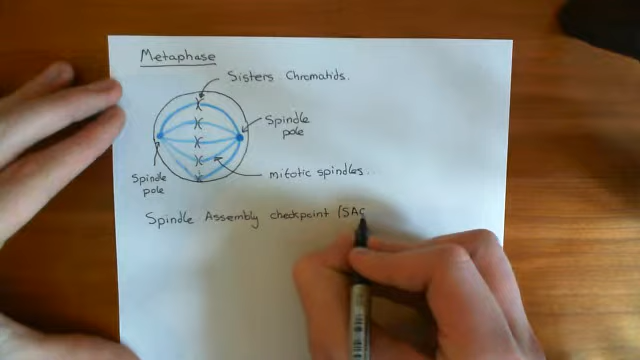 Metaphase
Sisters Chromatids.
Spindle
pole
Spindle
pole
mitotic spindles.
Spindle Assembly checkpoint (SAC